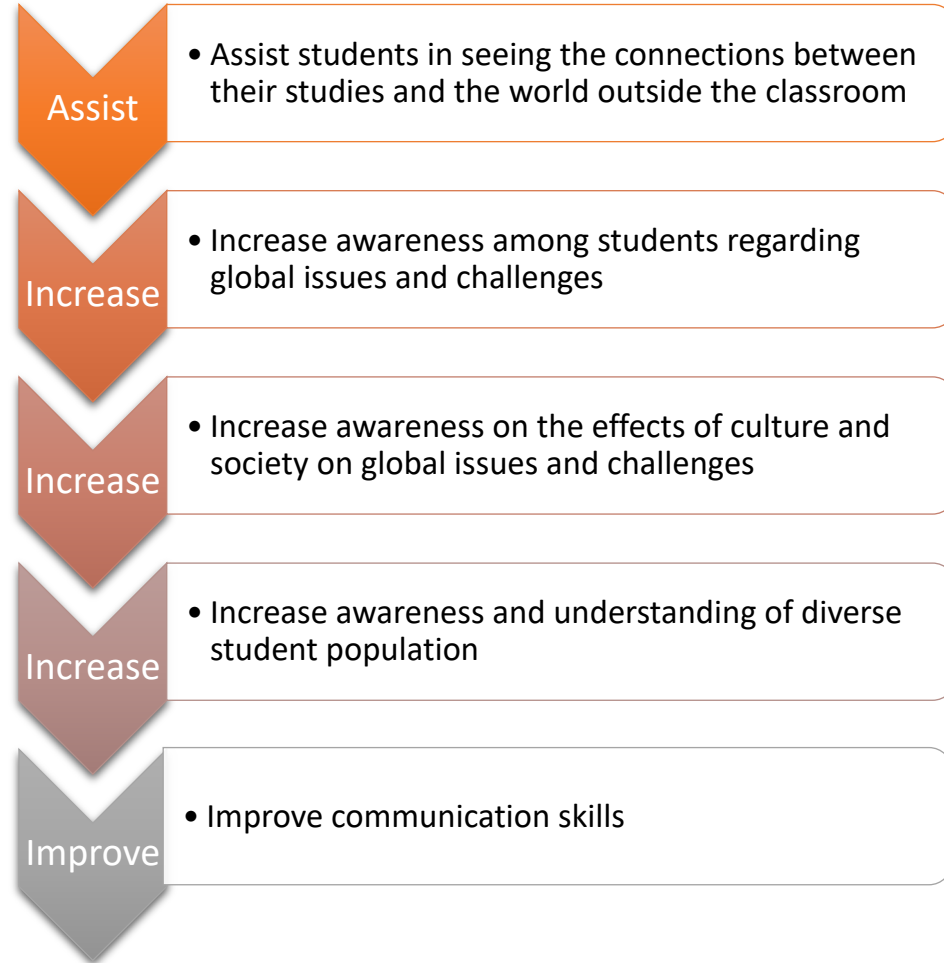 Assist
• Assist students in seeing the connections between
their studies and the world outside the classroom
Increase
• Increase awareness among students regarding
global issues and challenges
Increase
• Increase awareness on the effects of culture and
society on global issues and challenges
Increase
• Increase awareness and understanding of diverse
student population
Improve
• Improve communication skills